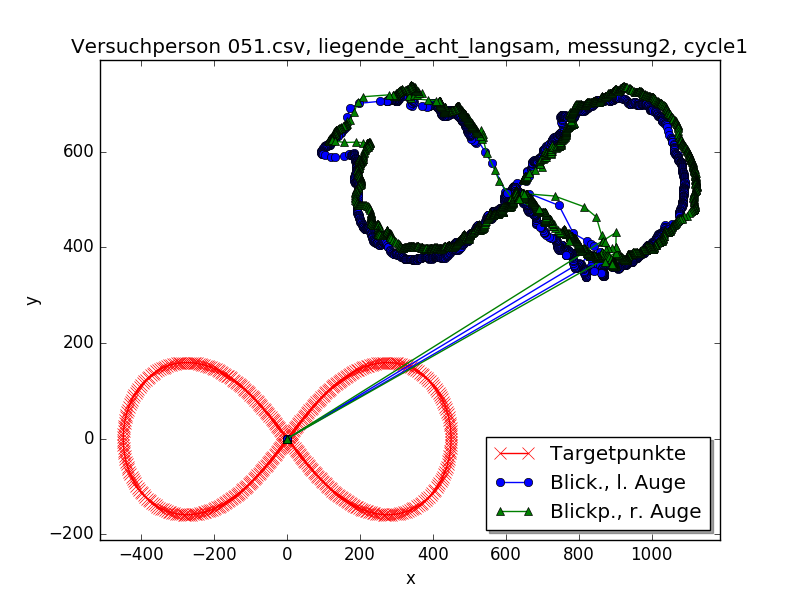 Versuchperson 051.csv, liegende_acht_langsam, messung2, cycle1
600
400
200
0
−200
y
−400
−200
0
200
400
600
800
1000
x
Targetpunkte
Blick., l. Auge
Blickp., r. Auge